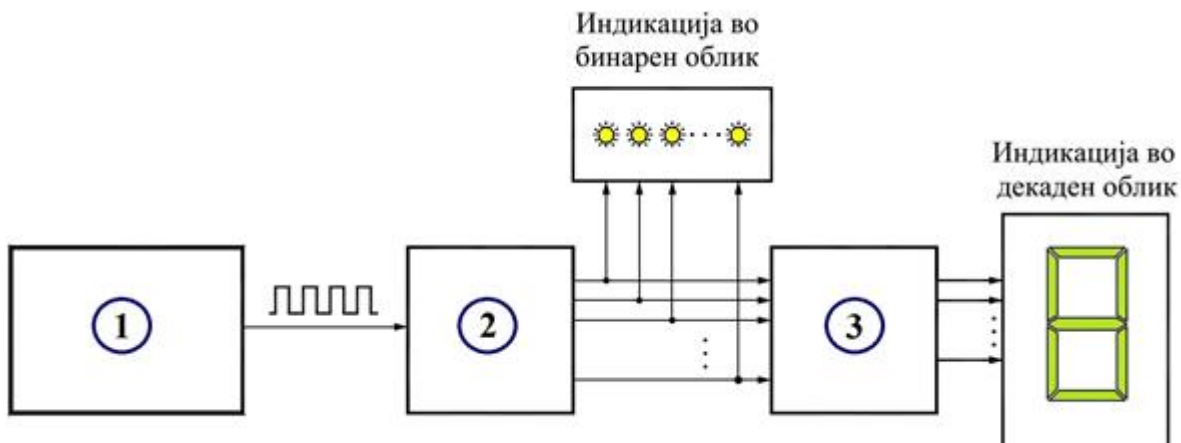 Индикација во
бинарен облик
Индикација во
декаден облик
1
2
3